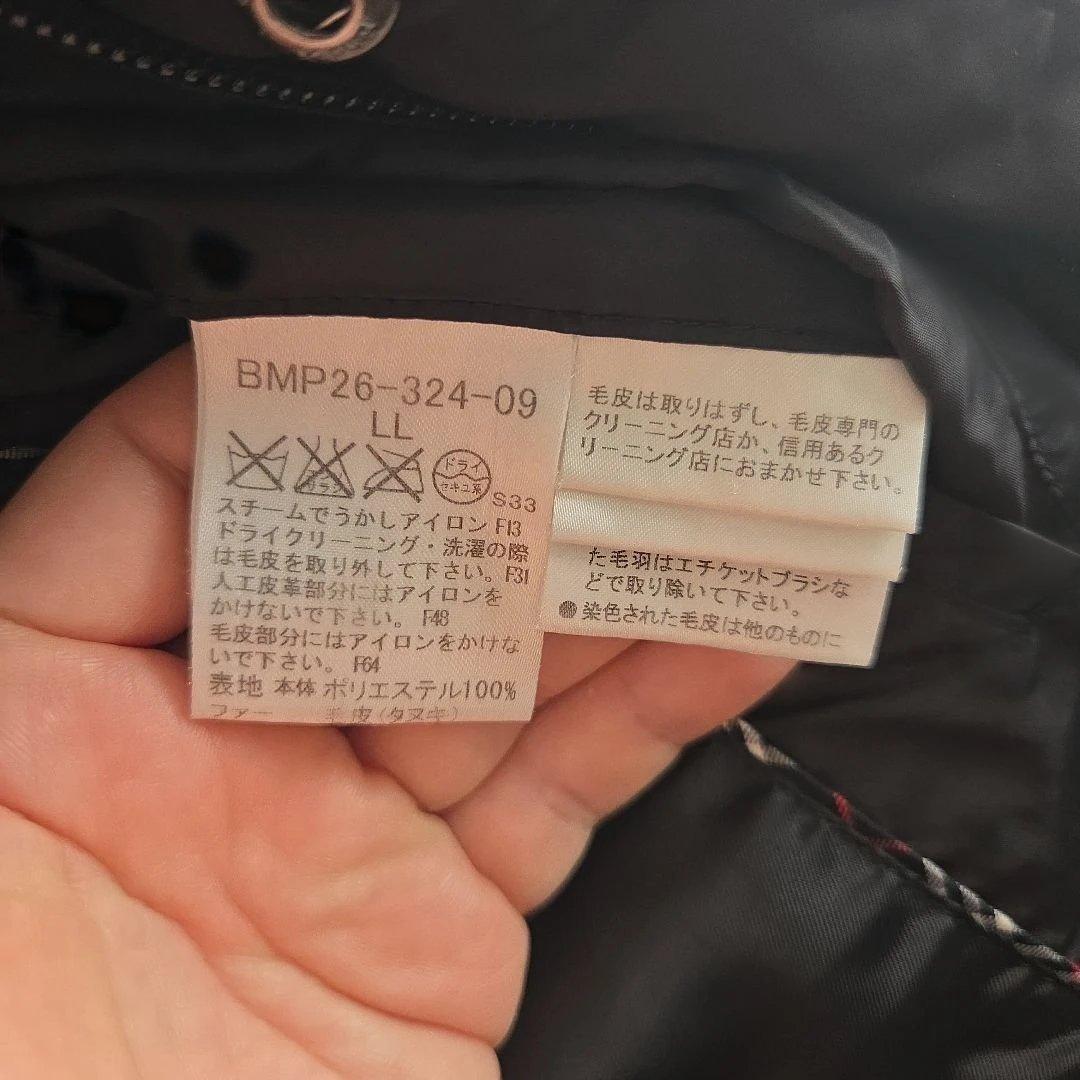 BMP26-324-09
LL
ドライ
セキユ系
S33
スチームでうかしアイロン F13
ドライクリーニング・洗濯の際
は毛皮を取り外して下さい。F31
人工皮革部分にはアイロンを
かけないで下さい。 F48
毛皮部分にはアイロンをかけな
いで下さい。 F64
表地 本体 ポリエステル100%
ファー 毛皮(タヌキ)
毛皮は取りはずし、毛皮専門の
クリーニング店か、信用あるク
リーニング店におまかせ下さい。
た毛羽はエチケットブラシな
どで取り除いて下さい。
●染色された毛皮は他のものに